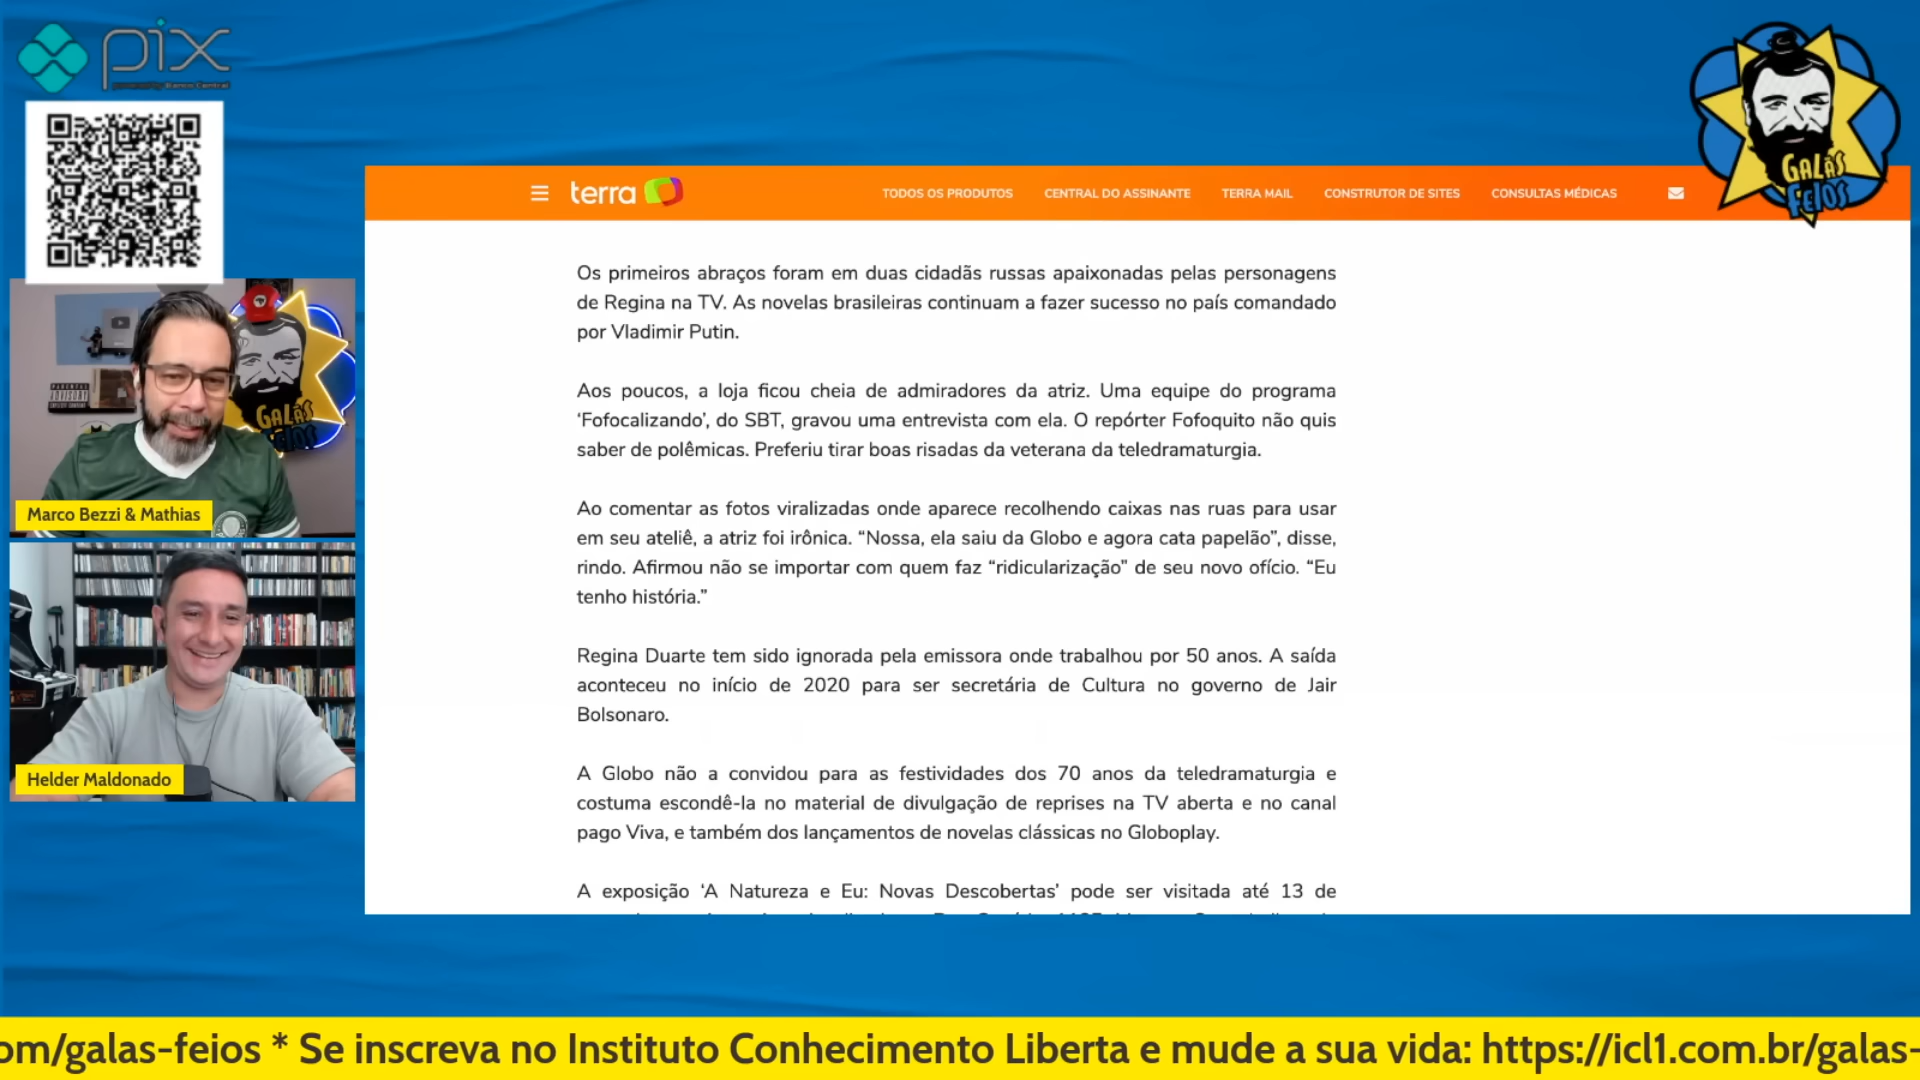 pix
powered by Banco Central
GALÃS
FEIOS
terra
TODOS OS PRODUTOS
CENTRAL DO ASSINANTE
TERRA MAIL
CONSTRUTOR DE SITES
CONSULTAS MÉDICAS
Os primeiros abraços foram em duas cidadãs russas apaixonadas pelas personagens
de Regina na TV. As novelas brasileiras continuam a fazer sucesso no país comandado
por Vladimir Putin.
Aos poucos, a loja ficou cheia de admiradores da atriz. Uma equipe do programa
‘Fofocalizando’, do SBT, gravou uma entrevista com ela. O repórter Fofoquito não quis
saber de polêmicas. Preferiu tirar boas risadas da veterana da teledramaturgia.
Ao comentar as fotos viralizadas onde aparece recolhendo caixas nas ruas para usar
em seu ateliê, a atriz foi irônica. “Nossa, ela saiu da Globo e agora cata papelão”, disse,
rindo. Afirmou não se importar com quem faz “ridicularização” de seu novo ofício. “Eu
tenho história.”
Regina Duarte tem sido ignorada pela emissora onde trabalhou por 50 anos. A saída
aconteceu no início de 2020 para ser secretária de Cultura no governo de Jair
Bolsonaro.
A Globo não a convidou para as festividades dos 70 anos da teledramaturgia e
costuma escondê-la no material de divulgação de reprises na TV aberta e no canal
pago Viva, e também dos lançamentos de novelas clássicas no Globoplay.
A exposição ‘A Natureza e Eu: Novas Descobertas’ pode ser visitada até 13 de
PARENTAL
ADVISORY
GALÃS
FEIOS
Marco Bezzi & Mathias
Helder Maldonado
om/galas-feios * Se inscreva no Instituto Conhecimento Liberta e mude a sua vida: https://icl1.com.br/galas-